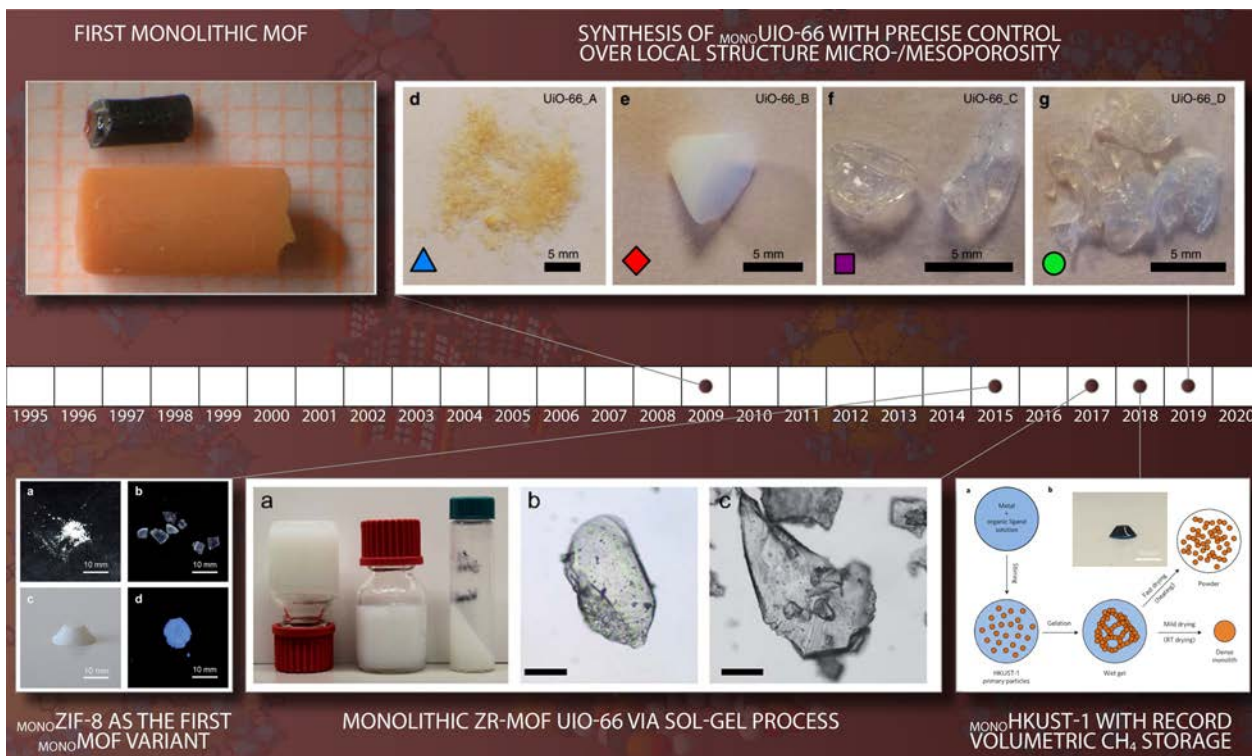 FIRST MONOLITHIC MOF
SYNTHESIS OF MONOUIO-66 WITH PRECISE CONTROL
OVER LOCAL STRUCTURE MICRO-/MESOPOROSITY
d UiO-66_A
5 mm
e UiO-66_B
5 mm
f UiO-66_C
5 mm
g UiO-66_D
5 mm
1995 1996 1997 1998 1999 2000 2001 2002 2003 2004 2005 2006 2007 2008 2009 2010 2011 2012 2013 2014 2015 2016 2017 2018 2019 2020
a
10 mm
b
10 mm
c
10 mm
d
10 mm
MONOZIF-8 AS THE FIRST
MONOMOF VARIANT
a
b
c
MONOLITHIC ZR-MOF UIO-66 VIA SOL-GEL PROCESS
a
Metal
+
organic ligand
solution
Stirring
HKUST-1
primary particles
Gelation
Wet gel
b
Fast drying
(heating)
Powder
Mild drying
(RT drying)
Dense
monolith
MONOHKUST-1 WITH RECORD
VOLUMETRIC CH₄ STORAGE